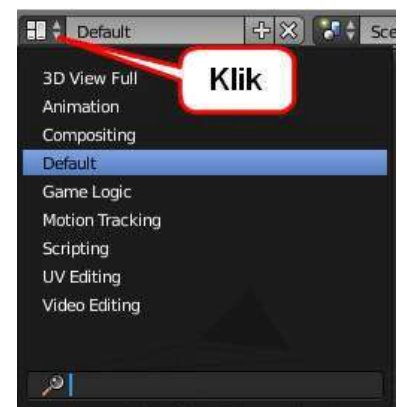 Default
Sce
Klik
3D View Full
Animation
Compositing
Default
Game Logic
Motion Tracking
Scripting
UV Editing
Video Editing